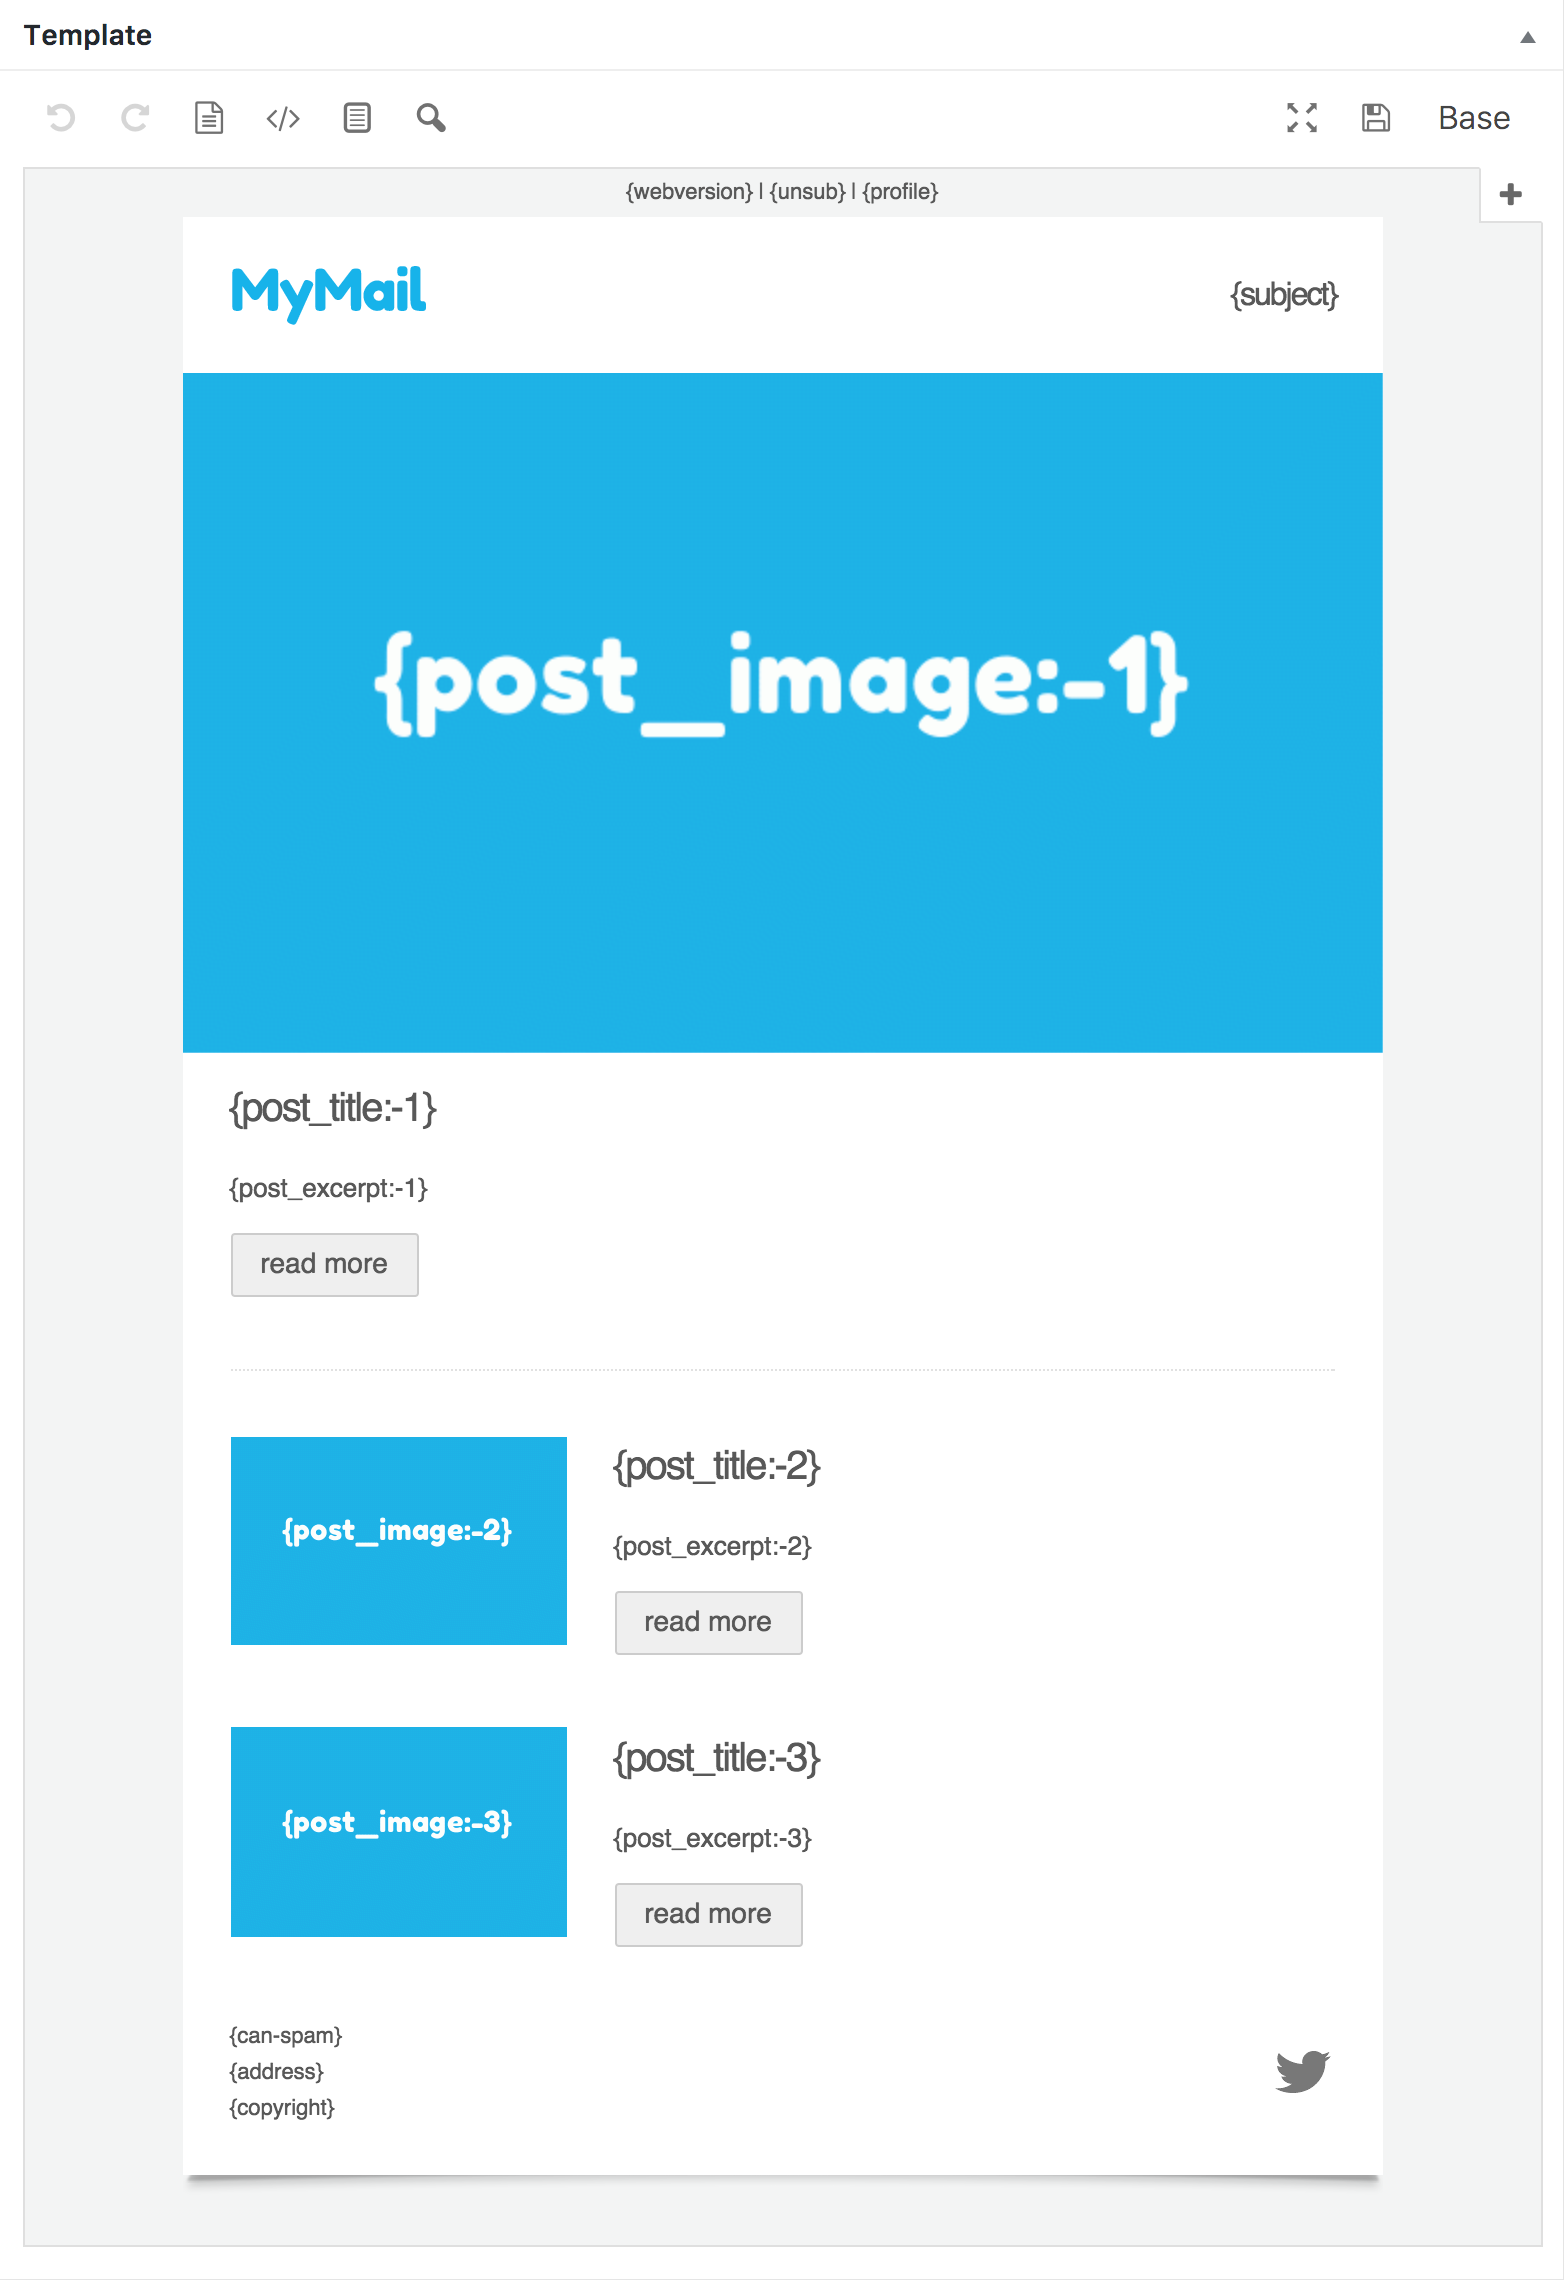 Template
Base
{webversion} | {unsub} | {profile}
MyMail
{subject}
{post_image:-1}
{post_title:-1}
{post_excerpt:-1}
read more
{post_image:-2}
{post_title:-2}
{post_excerpt:-2}
read more
{post_image:-3}
{post_title:-3}
{post_excerpt:-3}
read more
{can-spam}
{address}
{copyright}